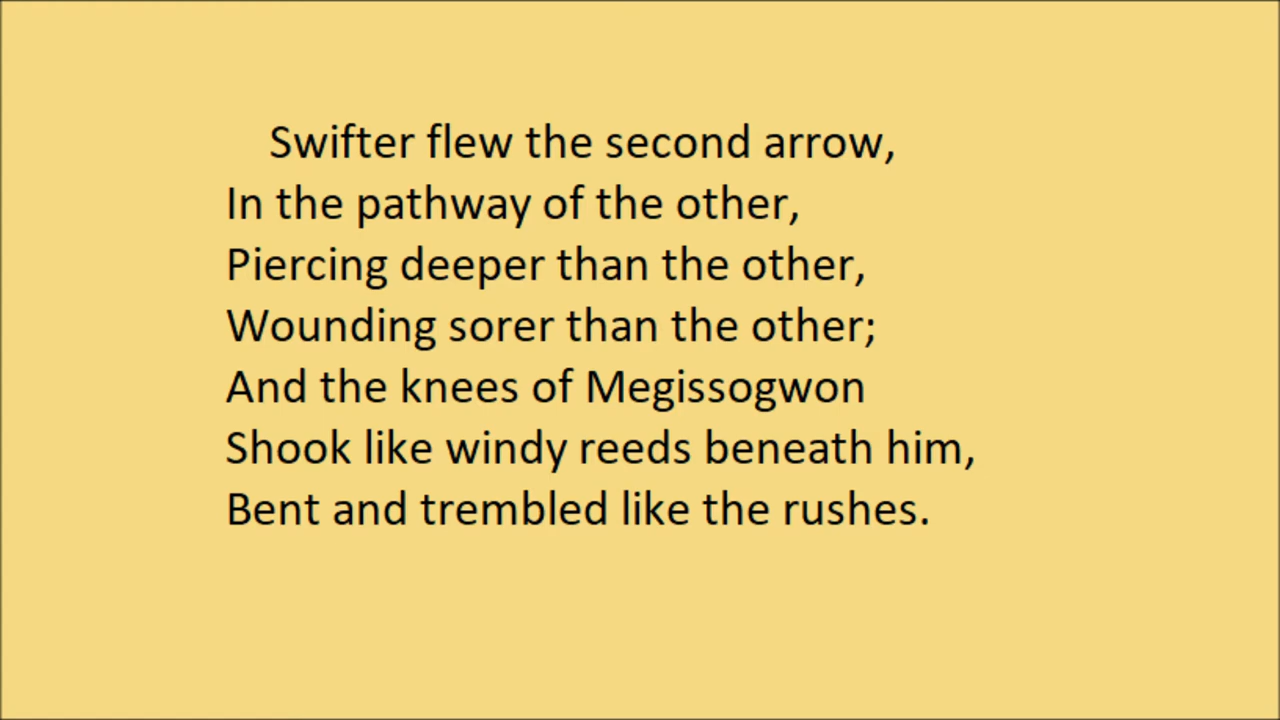 Swifter flew the second arrow,
In the pathway of the other,
Piercing deeper than the other,
Wounding sorer than the other;
And the knees of Megissogwon
Shook like windy reeds beneath him,
Bent and trembled like the rushes.